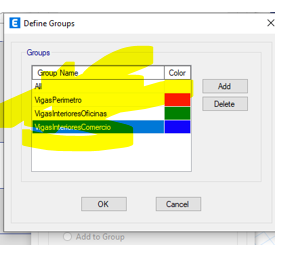 Define Groups
Groups
Group Name Color
All Add
VigasPerimetro Delete
VigasInterioresOficinas
VigasInterioresComercio
OK Cancel
Add to Group